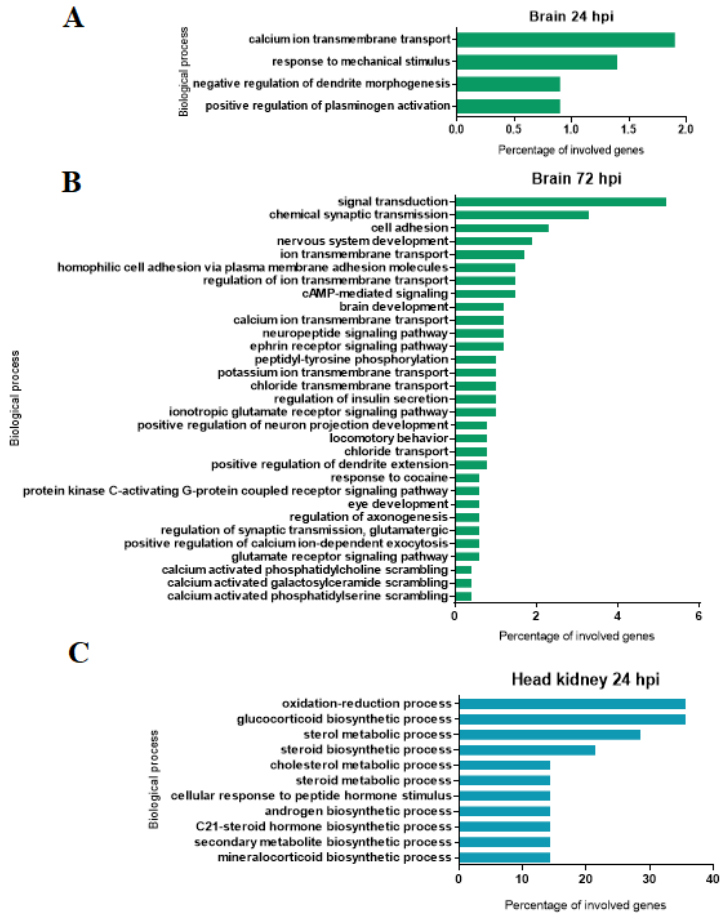 A
Brain 24 hpi
Biological process
calcium ion transmembrane transport
response to mechanical stimulus
negative regulation of dendrite morphogenesis
positive regulation of plasminogen activation
0.0 0.5 1.0 1.5 2.0
Percentage of involved genes
B
Brain 72 hpi
Biological process
signal transduction
chemical synaptic transmission
cell adhesion
nervous system development
ion transmembrane transport
homophilic cell adhesion via plasma membrane adhesion molecules
regulation of ion transmembrane transport
cAMP-mediated signaling
brain development
calcium ion transmembrane transport
neuropeptide signaling pathway
ephrin receptor signaling pathway
peptidyl-tyrosine phosphorylation
potassium ion transmembrane transport
chloride transmembrane transport
regulation of insulin secretion
ionotropic glutamate receptor signaling pathway
positive regulation of neuron projection development
locomotory behavior
chloride transport
positive regulation of dendrite extension
response to cocaine
protein kinase C-activating G-protein coupled receptor signaling pathway
eye development
regulation of axonogenesis
regulation of synaptic transmission, glutamatergic
positive regulation of calcium ion-dependent exocytosis
glutamate receptor signaling pathway
calcium activated phosphatidylcholine scrambling
calcium activated galactosylceramide scrambling
calcium activated phosphatidylserine scrambling
0 2 4 6
Percentage of involved genes
C
Head kidney 24 hpi
Biological process
oxidation-reduction process
glucocorticoid biosynthetic process
sterol metabolic process
steroid biosynthetic process
cholesterol metabolic process
steroid metabolic process
cellular response to peptide hormone stimulus
androgen biosynthetic process
C21-steroid hormone biosynthetic process
secondary metabolite biosynthetic process
mineralocorticoid biosynthetic process
0 10 20 30 40
Percentage of involved genes